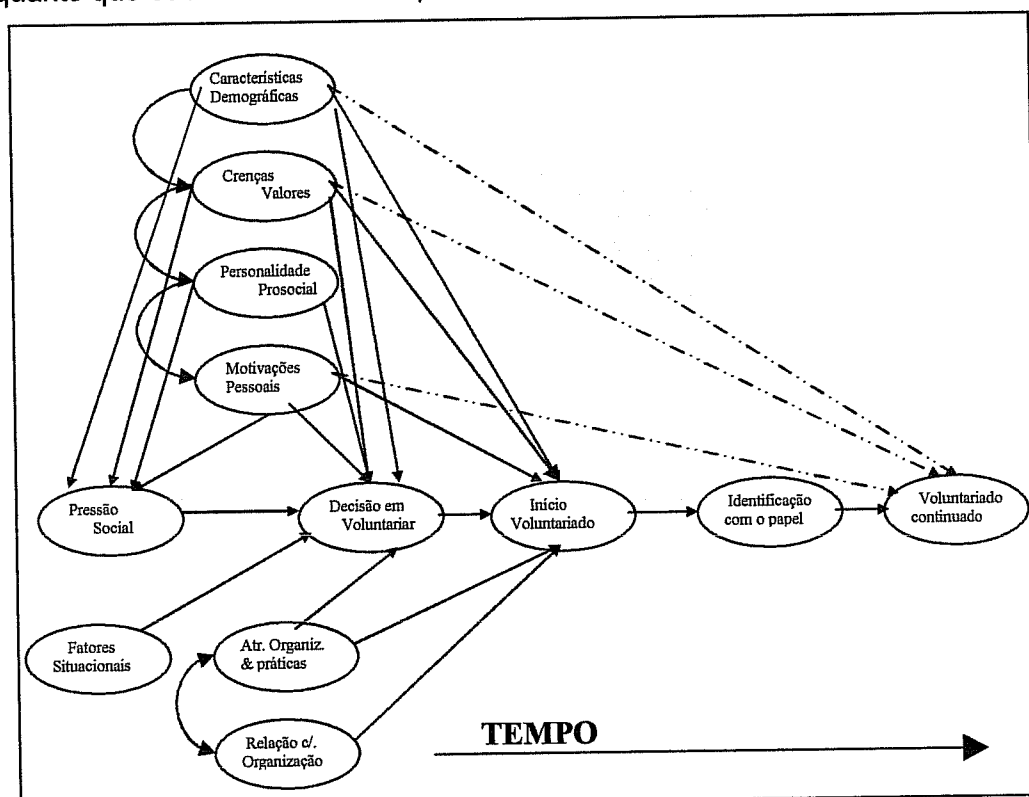 Características
Demográficas
Crenças
Valores
Personalidade
Prosocial
Motivações
Pessoais
Pressão
Social
Decisão em
Voluntariar
Início
Voluntariado
Identificação
com o papel
Voluntariado
continuado
Fatores
Situacionais
Atr. Organiz.
& práticas
Relação c/.
Organização
TEMPO